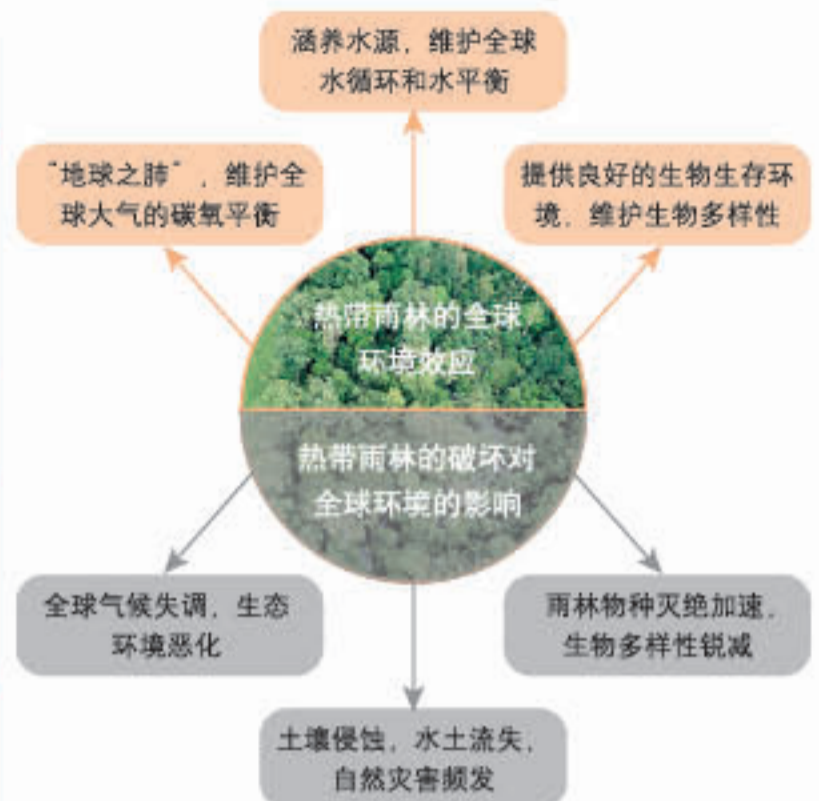 涵养水源，维护全球
水循环和水平衡
“地球之肺”，维护全
球大气的碳氧平衡
提供良好的生物生存环
境，维护生物多样性
热带雨林的全球
环境效应
热带雨林的破坏对
全球环境的影响
全球气候失调，生态
环境恶化
雨林物种灭绝加速，
生物多样性锐减
土壤侵蚀，水土流失，
自然灾害频发